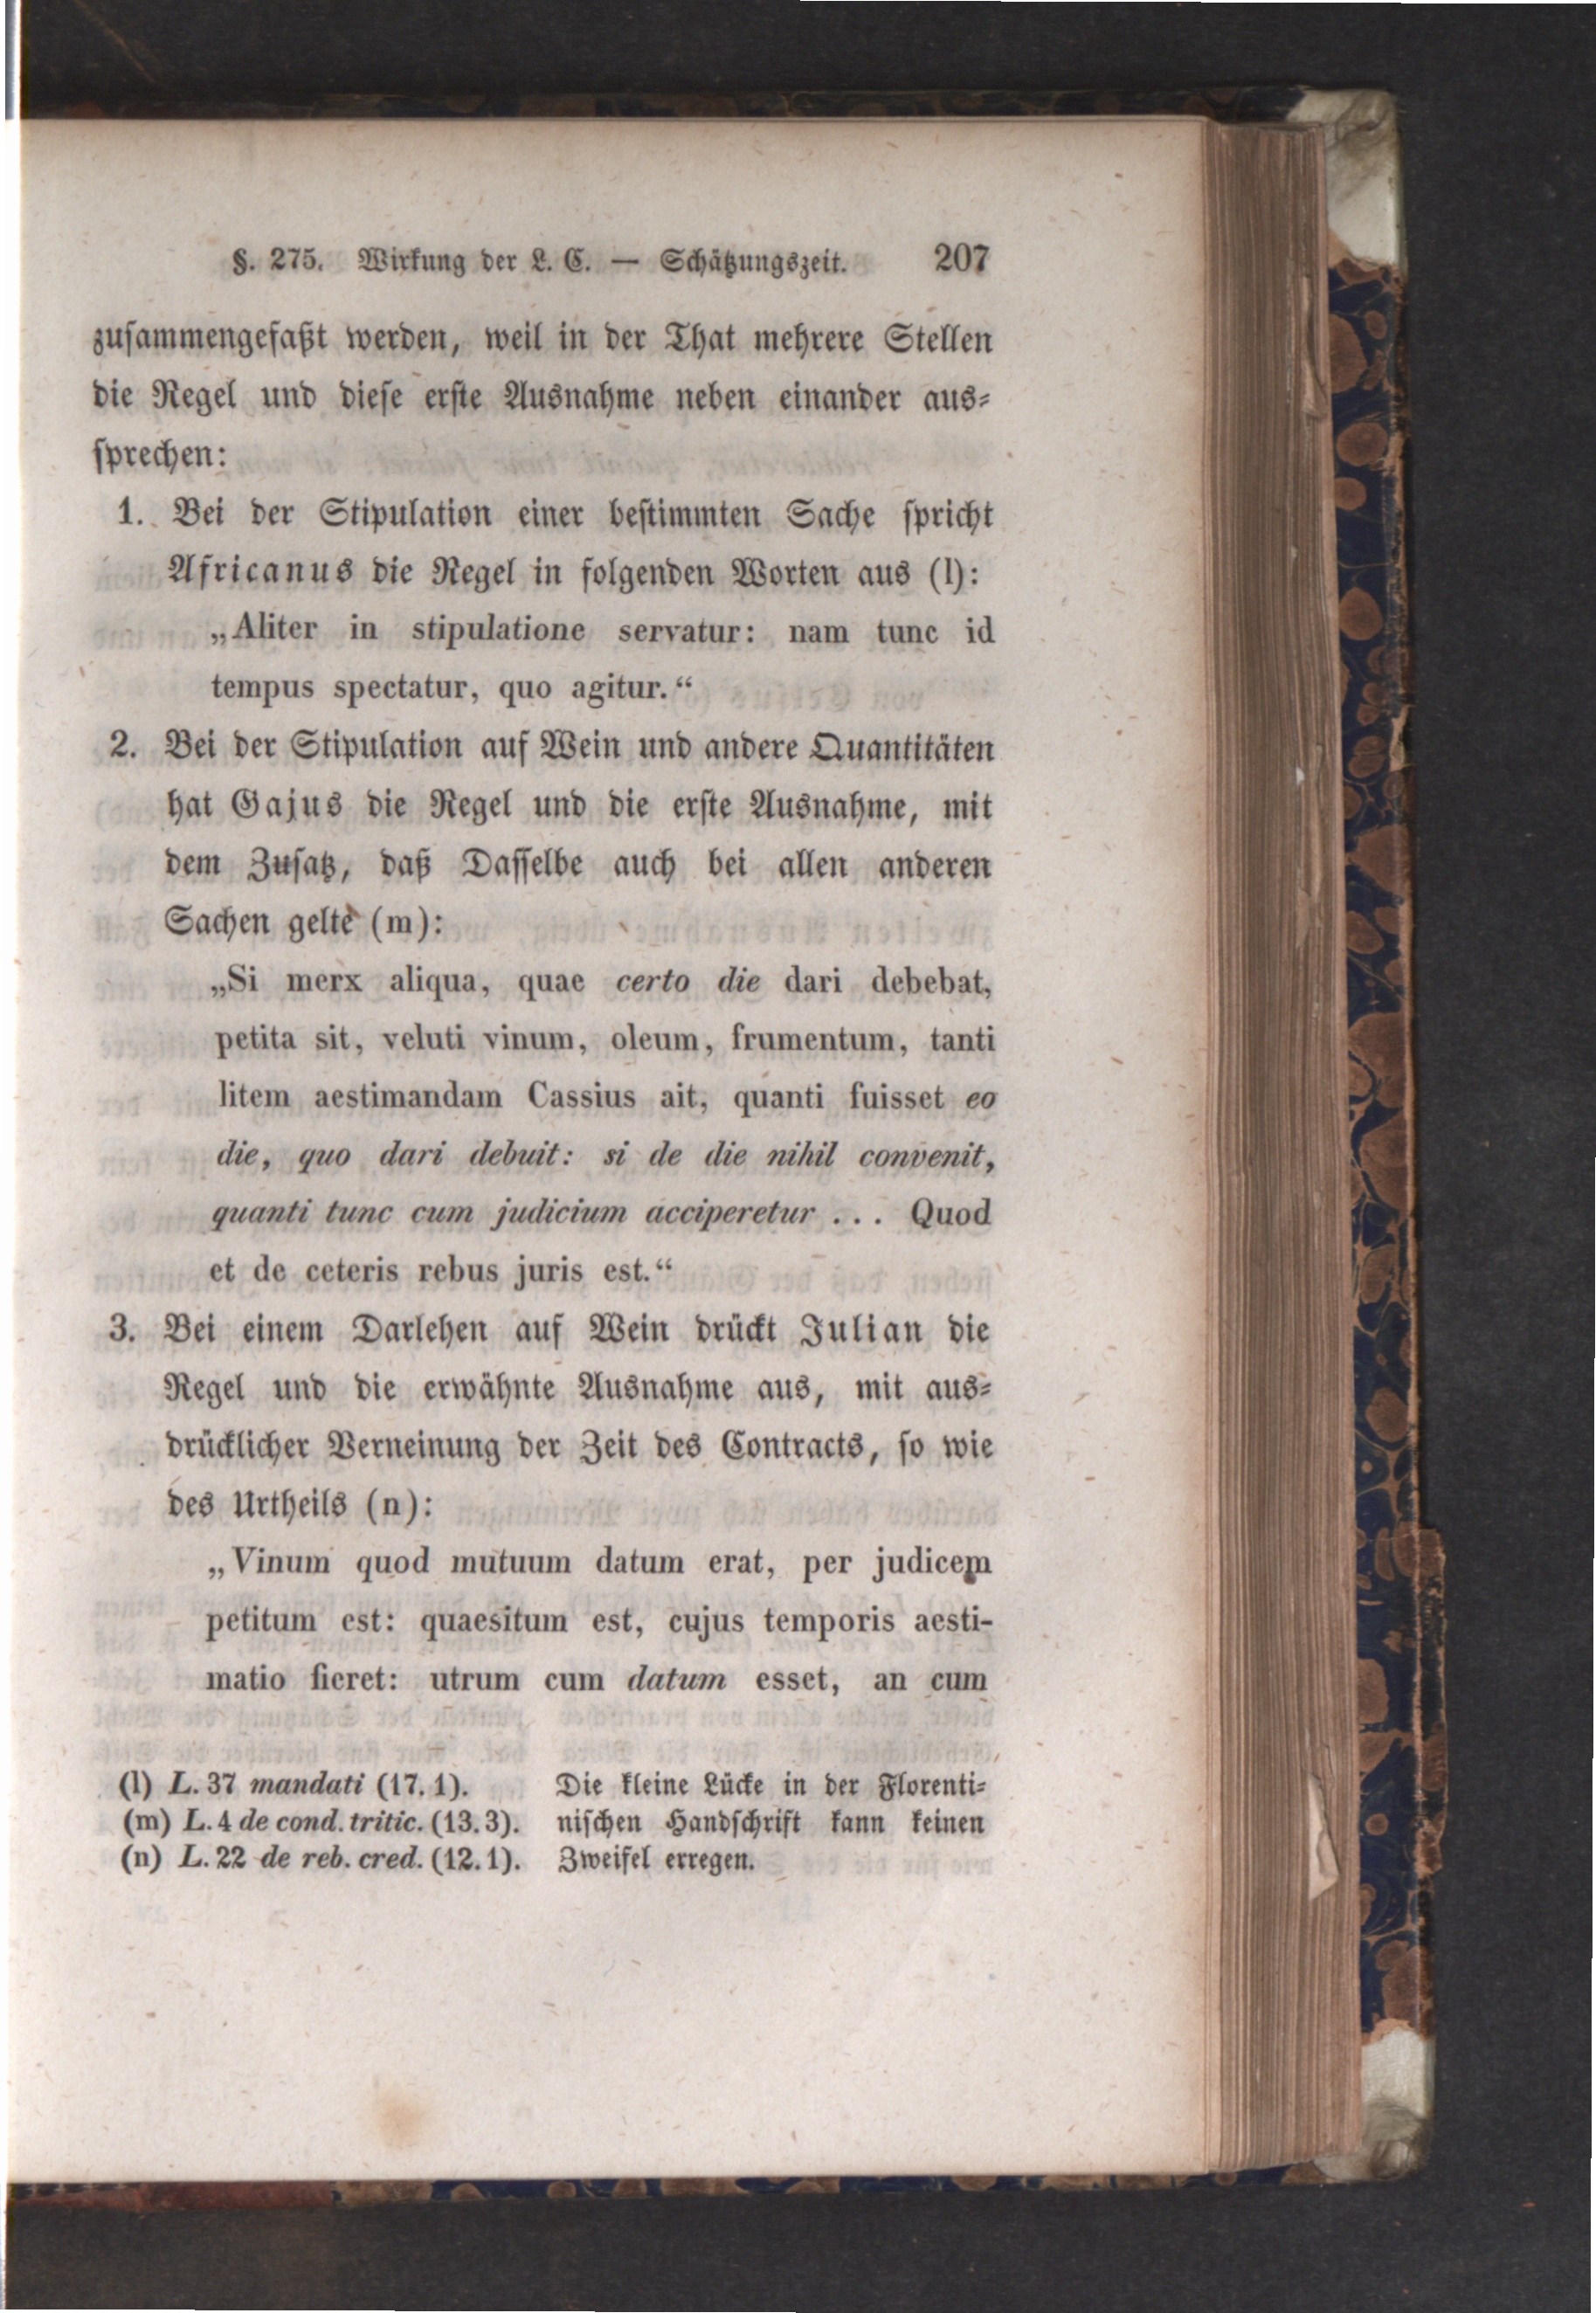 §. 275. Wirkung der L. C. — Schätzungszeit. 207
zusammengefaßt werden, weil in der That mehrere Stellen
die Regel und diese erste Ausnahme neben einander aus-
sprechen:
1. Bei der Stipulation einer bestimmten Sache spricht
Africanus die Regel in folgenden Worten aus (l):
„Aliter in stipulatione servatur: nam tunc id
tempus spectatur, quo agitur.“
2. Bei der Stipulation auf Wein und andere Quantitäten
hat Gajus die Regel und die erste Ausnahme, mit
dem Zusatz, daß Dasselbe auch bei allen anderen
Sachen gelte (m):
„Si merx aliqua, quae certo die dari debebat,
petita sit, veluti vinum, oleum, frumentum, tanti
litem aestimandam Cassius ait, quanti fuisset eo
die, quo dari debuit: si de die nihil convenit,
quanti tunc cum judicium acciperetur ... Quod
et de ceteris rebus juris est.“
3. Bei einem Darlehen auf Wein drückt Julian die
Regel und die erwähnte Ausnahme aus, mit aus-
drücklicher Verneinung der Zeit des Contracts, so wie
des Urtheils (n):
„Vinum quod mutuum datum erat, per judicem
petitum est: quaesitum est, cujus temporis aesti-
matio fieret: utrum cum datum esset, an cum
(l) L. 37 mandati (17. 1).
(m) L. 4 de cond. tritic. (13. 3).
(n) L. 22 de reb. cred. (12. 1).
Die kleine Lücke in der Florenti-
nischen Handschrift kann keinen
Zweifel erregen.